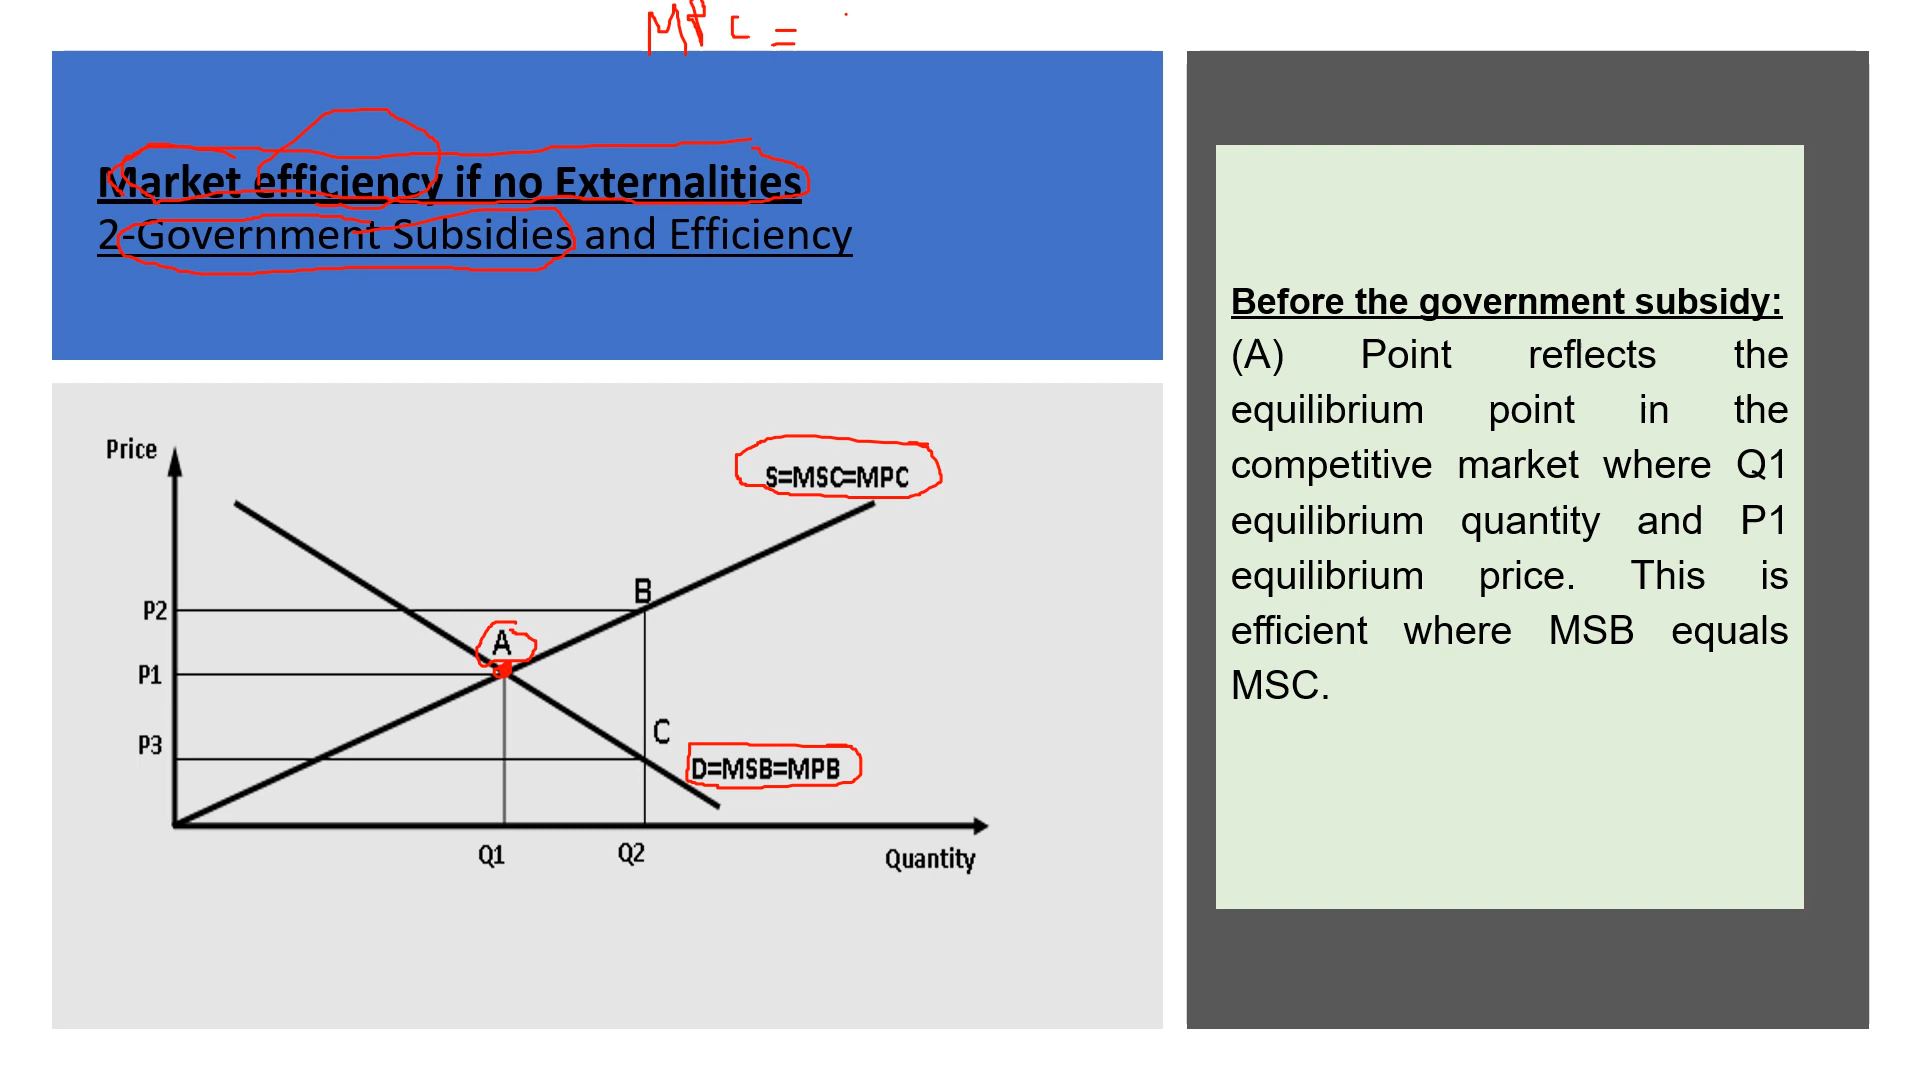 MPC =
Market efficiency if no Externalities
2-Government Subsidies and Efficiency
Before the government subsidy:
(A) Point reflects the
equilibrium point in the
competitive market where Q1
equilibrium quantity and P1
equilibrium price. This is
efficient where MSB equals
MSC.
Price
S=MSC=MPC
P2
B
A
P1
P3
C
D=MSB=MPB
Q1
Q2
Quantity